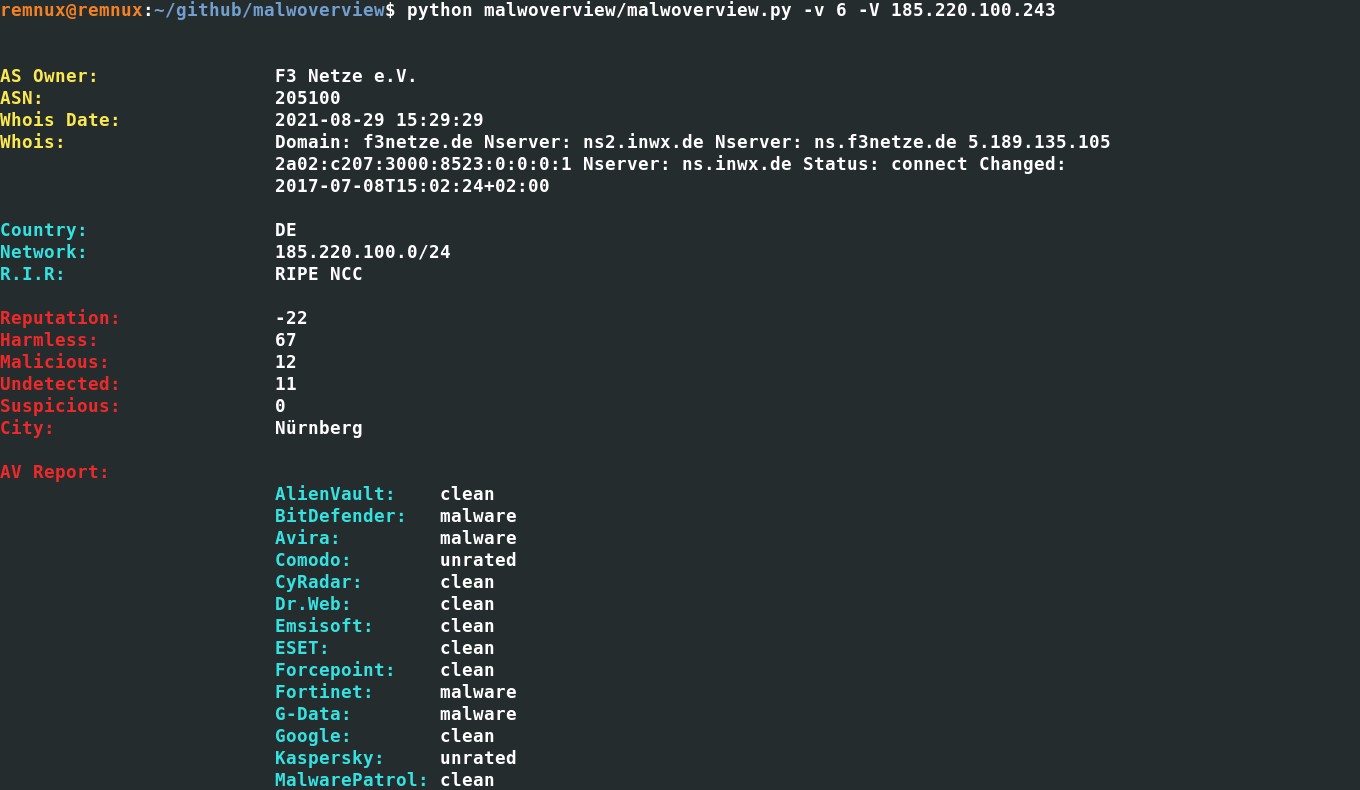 remnux@remnux:~/github/malwoverview$ python malwoverview/malwoverview.py -v 6 -V 185.220.100.243
AS Owner: F3 Netze e.V.
ASN: 205100
Whois Date: 2021-08-29 15:29:29
Whois: Domain: f3netze.de Nserver: ns2.inwx.de Nserver: ns.f3netze.de 5.189.135.105
2a02:c207:3000:8523:0:0:0:1 Nserver: ns.inwx.de Status: connect Changed:
2017-07-08T15:02:24+02:00
Country: DE
Network: 185.220.100.0/24
R.I.R: RIPE NCC
Reputation: -22
Harmless: 67
Malicious: 12
Undetected: 11
Suspicious: 0
City: Nürnberg
AV Report:
AlienVault: clean
BitDefender: malware
Avira: malware
Comodo: unrated
CyRadar: clean
Dr.Web: clean
Emsisoft: clean
ESET: clean
Forcepoint: clean
Fortinet: malware
G-Data: malware
Google: clean
Kaspersky: unrated
MalwarePatrol: clean